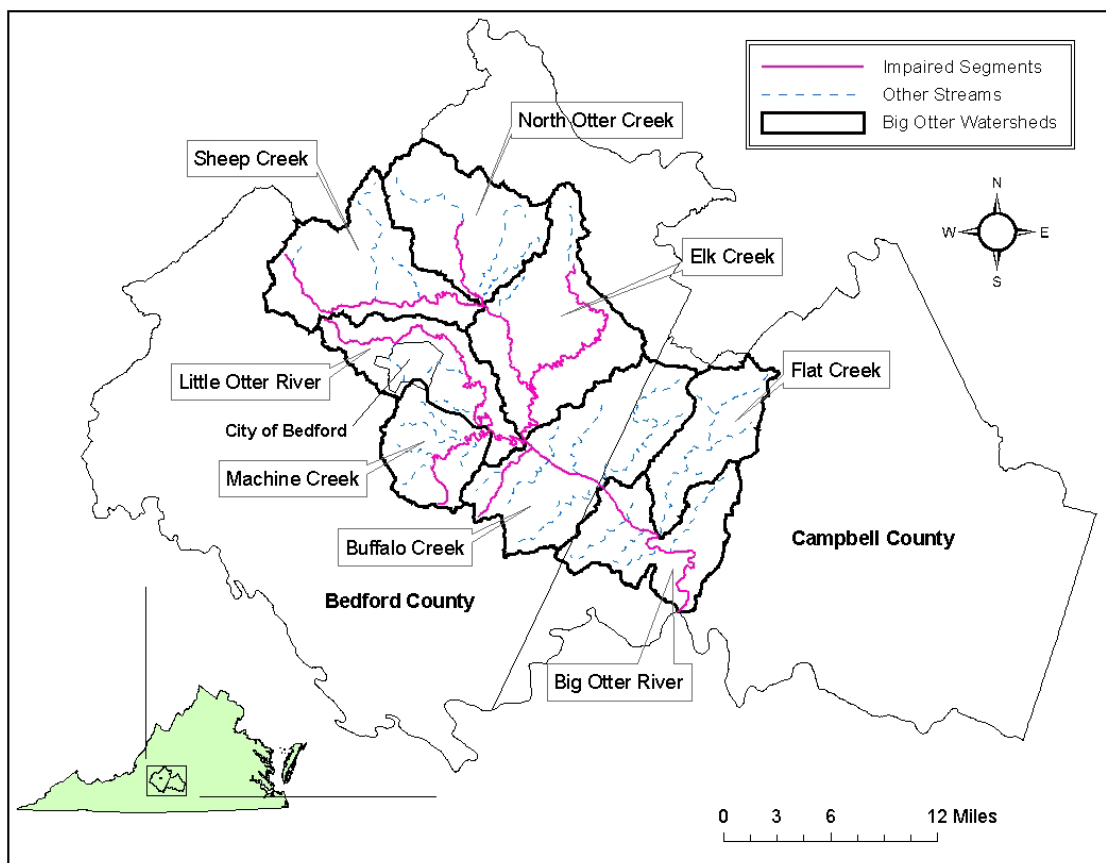 Impaired Segments
Other Streams
Big Otter Watersheds
North Otter Creek
Sheep Creek
N
W E
S
Elk Creek
Flat Creek
Little Otter River
City of Bedford
Machine Creek
Buffalo Creek
Campbell County
Bedford County
Big Otter River
0 3 6 12 Miles